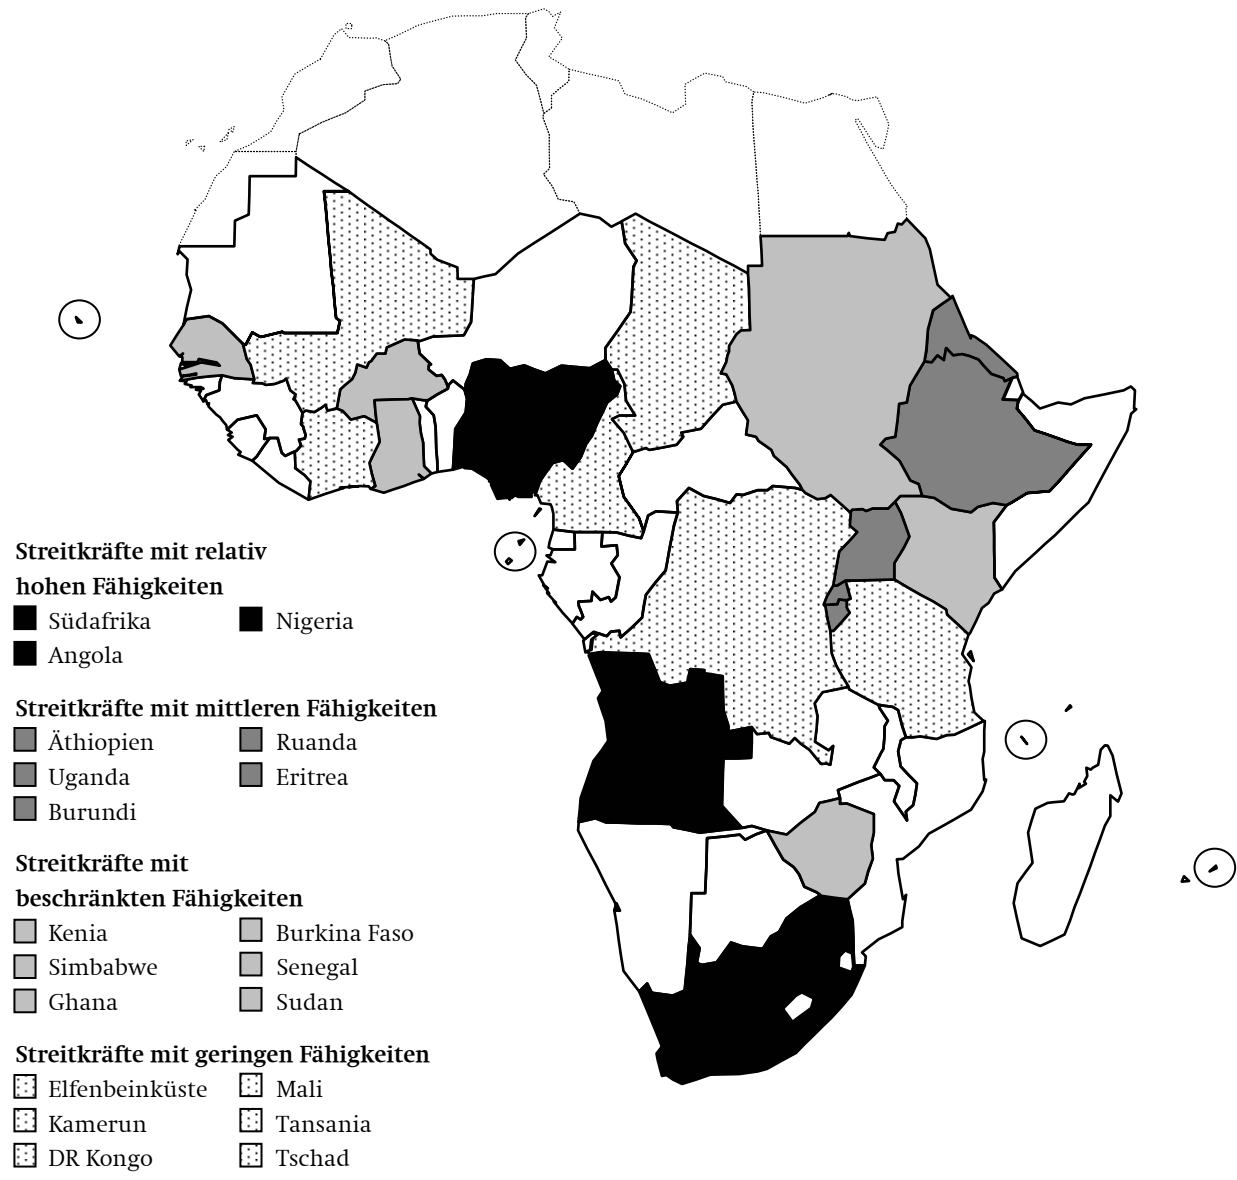 Streitkräfte mit relativ
hohen Fähigkeiten
Südafrika Nigeria
Angola
Streitkräfte mit mittleren Fähigkeiten
Äthiopien Ruanda
Uganda Eritrea
Burundi
Streitkräfte mit
beschränkten Fähigkeiten
Kenia Burkina Faso
Simbabwe Senegal
Ghana Sudan
Streitkräfte mit geringen Fähigkeiten
Elfenbeinküste Mali
Kamerun Tansania
DR Kongo Tschad